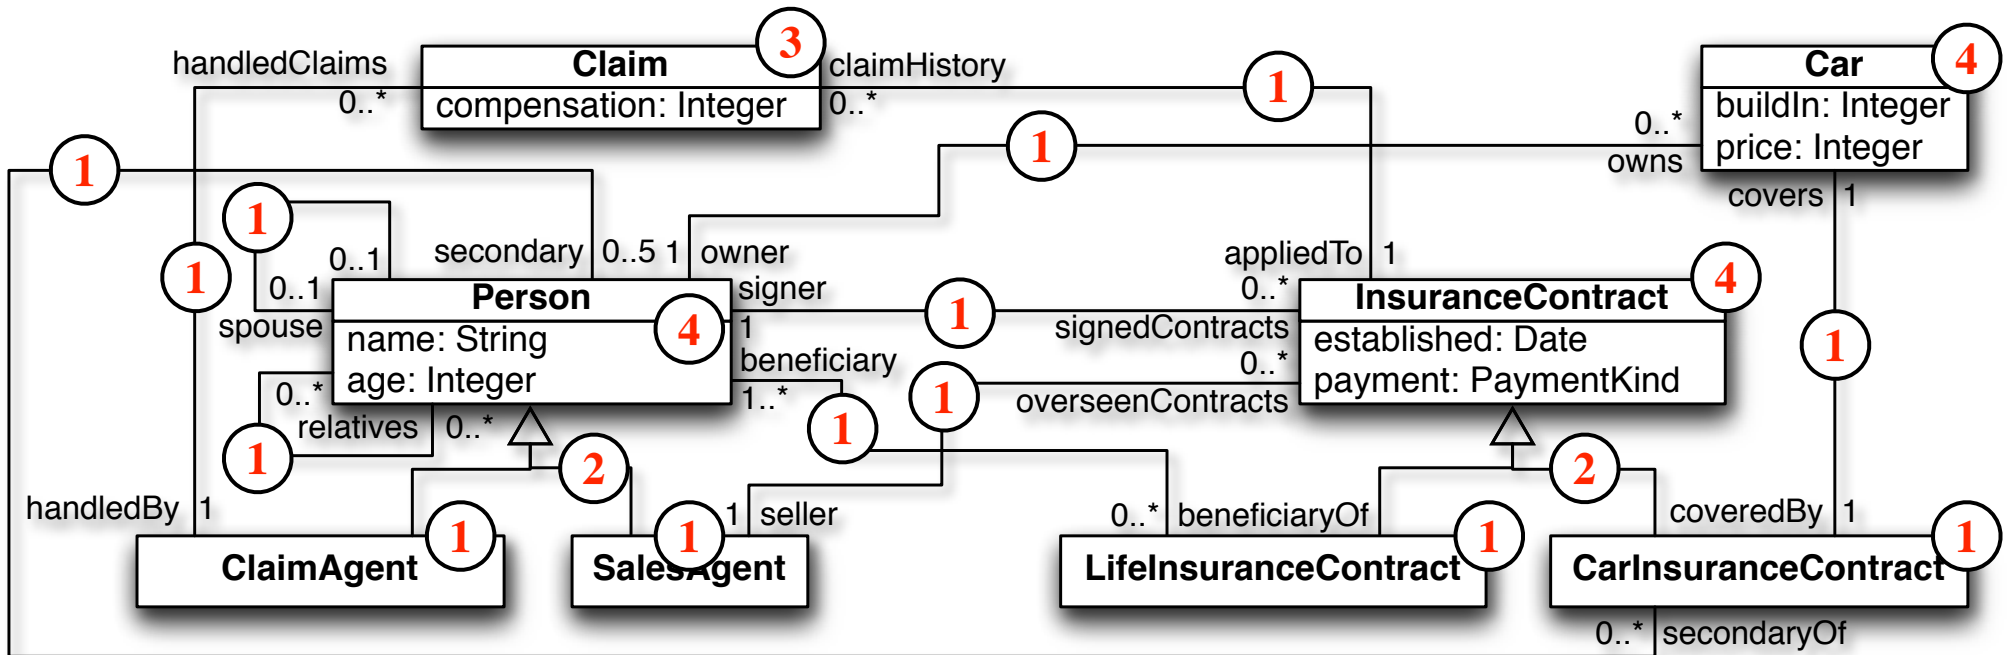 handledClaims
0..*
Claim
3
compensation: Integer
claimHistory
0..*
1
Car
4
buildIn: Integer
price: Integer
0..*
owns
1
1
covers 1
1
0..1
0..1
spouse
secondary 0..5
1 owner
1
appliedTo 1
Person
4
name: String
age: Integer
signer
1
1
0..*
signedContracts
InsuranceContract
4
established: Date
payment: PaymentKind
1
beneficiary
1..*
1
1
0..*
overseenContracts
0..*
relatives 0..*
1
2
2
handledBy 1
1 seller
0..* beneficiaryOf
coveredBy 1
ClaimAgent
1
SalesAgent
1
LifeInsuranceContract
1
CarInsuranceContract
1
0..* secondaryOf